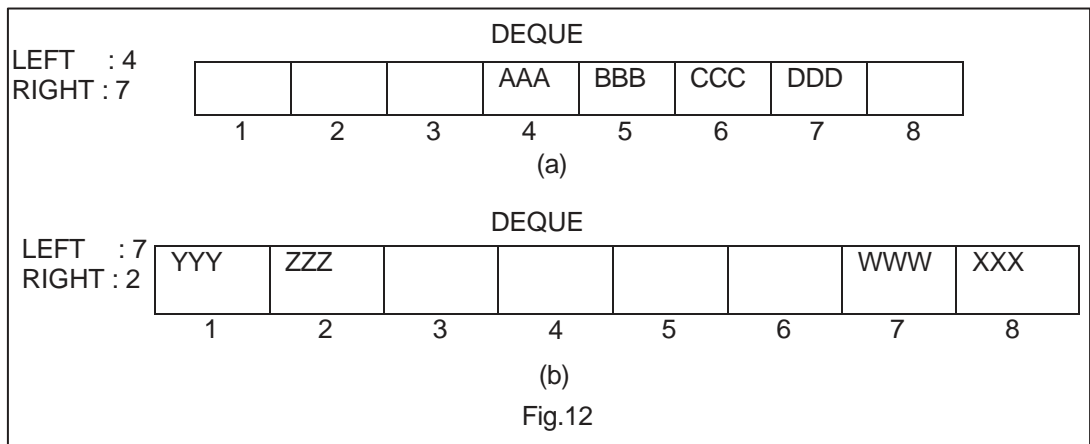 DEQUE
LEFT : 4
RIGHT : 7
AAA BBB CCC DDD
1 2 3 4 5 6 7 8
(a)
DEQUE
LEFT : 7
RIGHT : 2
YYY ZZZ WWW XXX
1 2 3 4 5 6 7 8
(b)
Fig.12